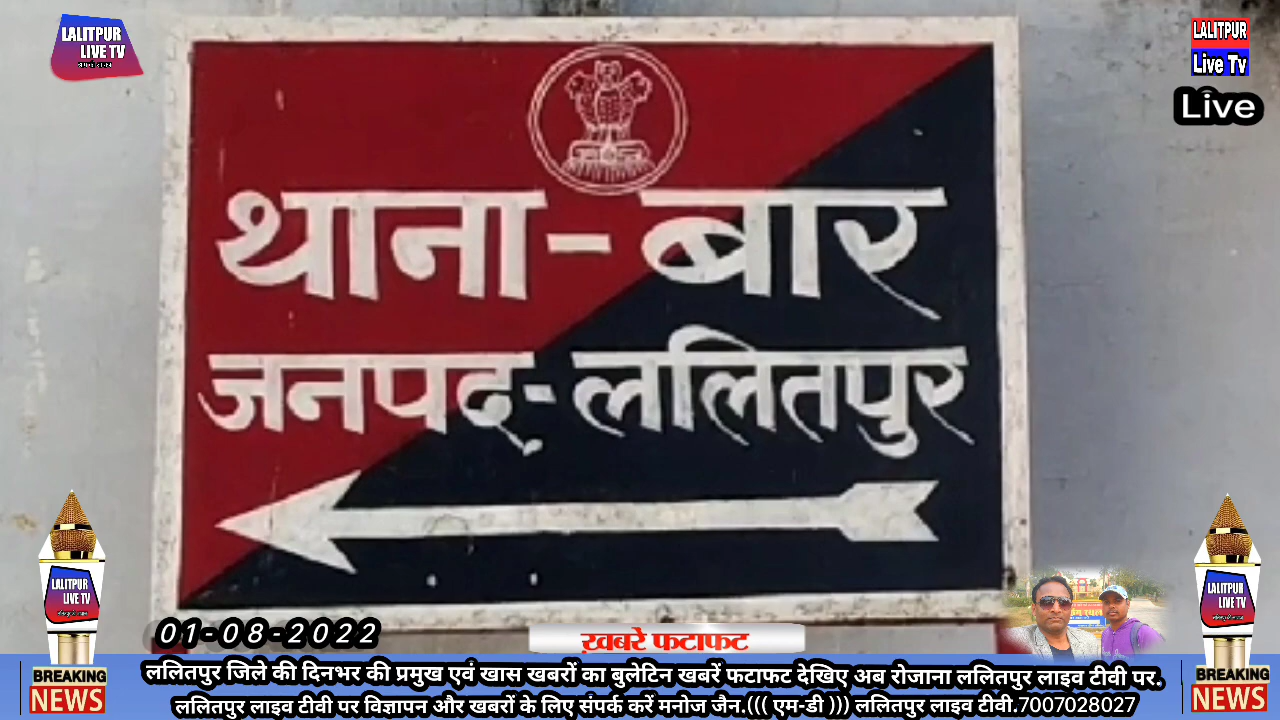 LALITPUR
LIVE TV
LALITPUR
Live Tv
Live
थाना-बार
जनपद-ललितपुर
LALITPUR
LIVE TV
LALITPUR
LIVE TV
01-08-2022
ख़बरे फटाफट
BREAKING
NEWS
ललितपुर जिले की दिनभर की प्रमुख एवं खास खबरों का बुलेटिन खबरें फटाफट देखिए अब रोजाना ललितपुर लाइव टीवी पर.
ललितपुर लाइव टीवी पर विज्ञापन और खबरों के लिए संपर्क करें मनोज जैन.((( एम-डी ))) ललितपुर लाइव टीवी.7007028027
BREAKING
NEWS